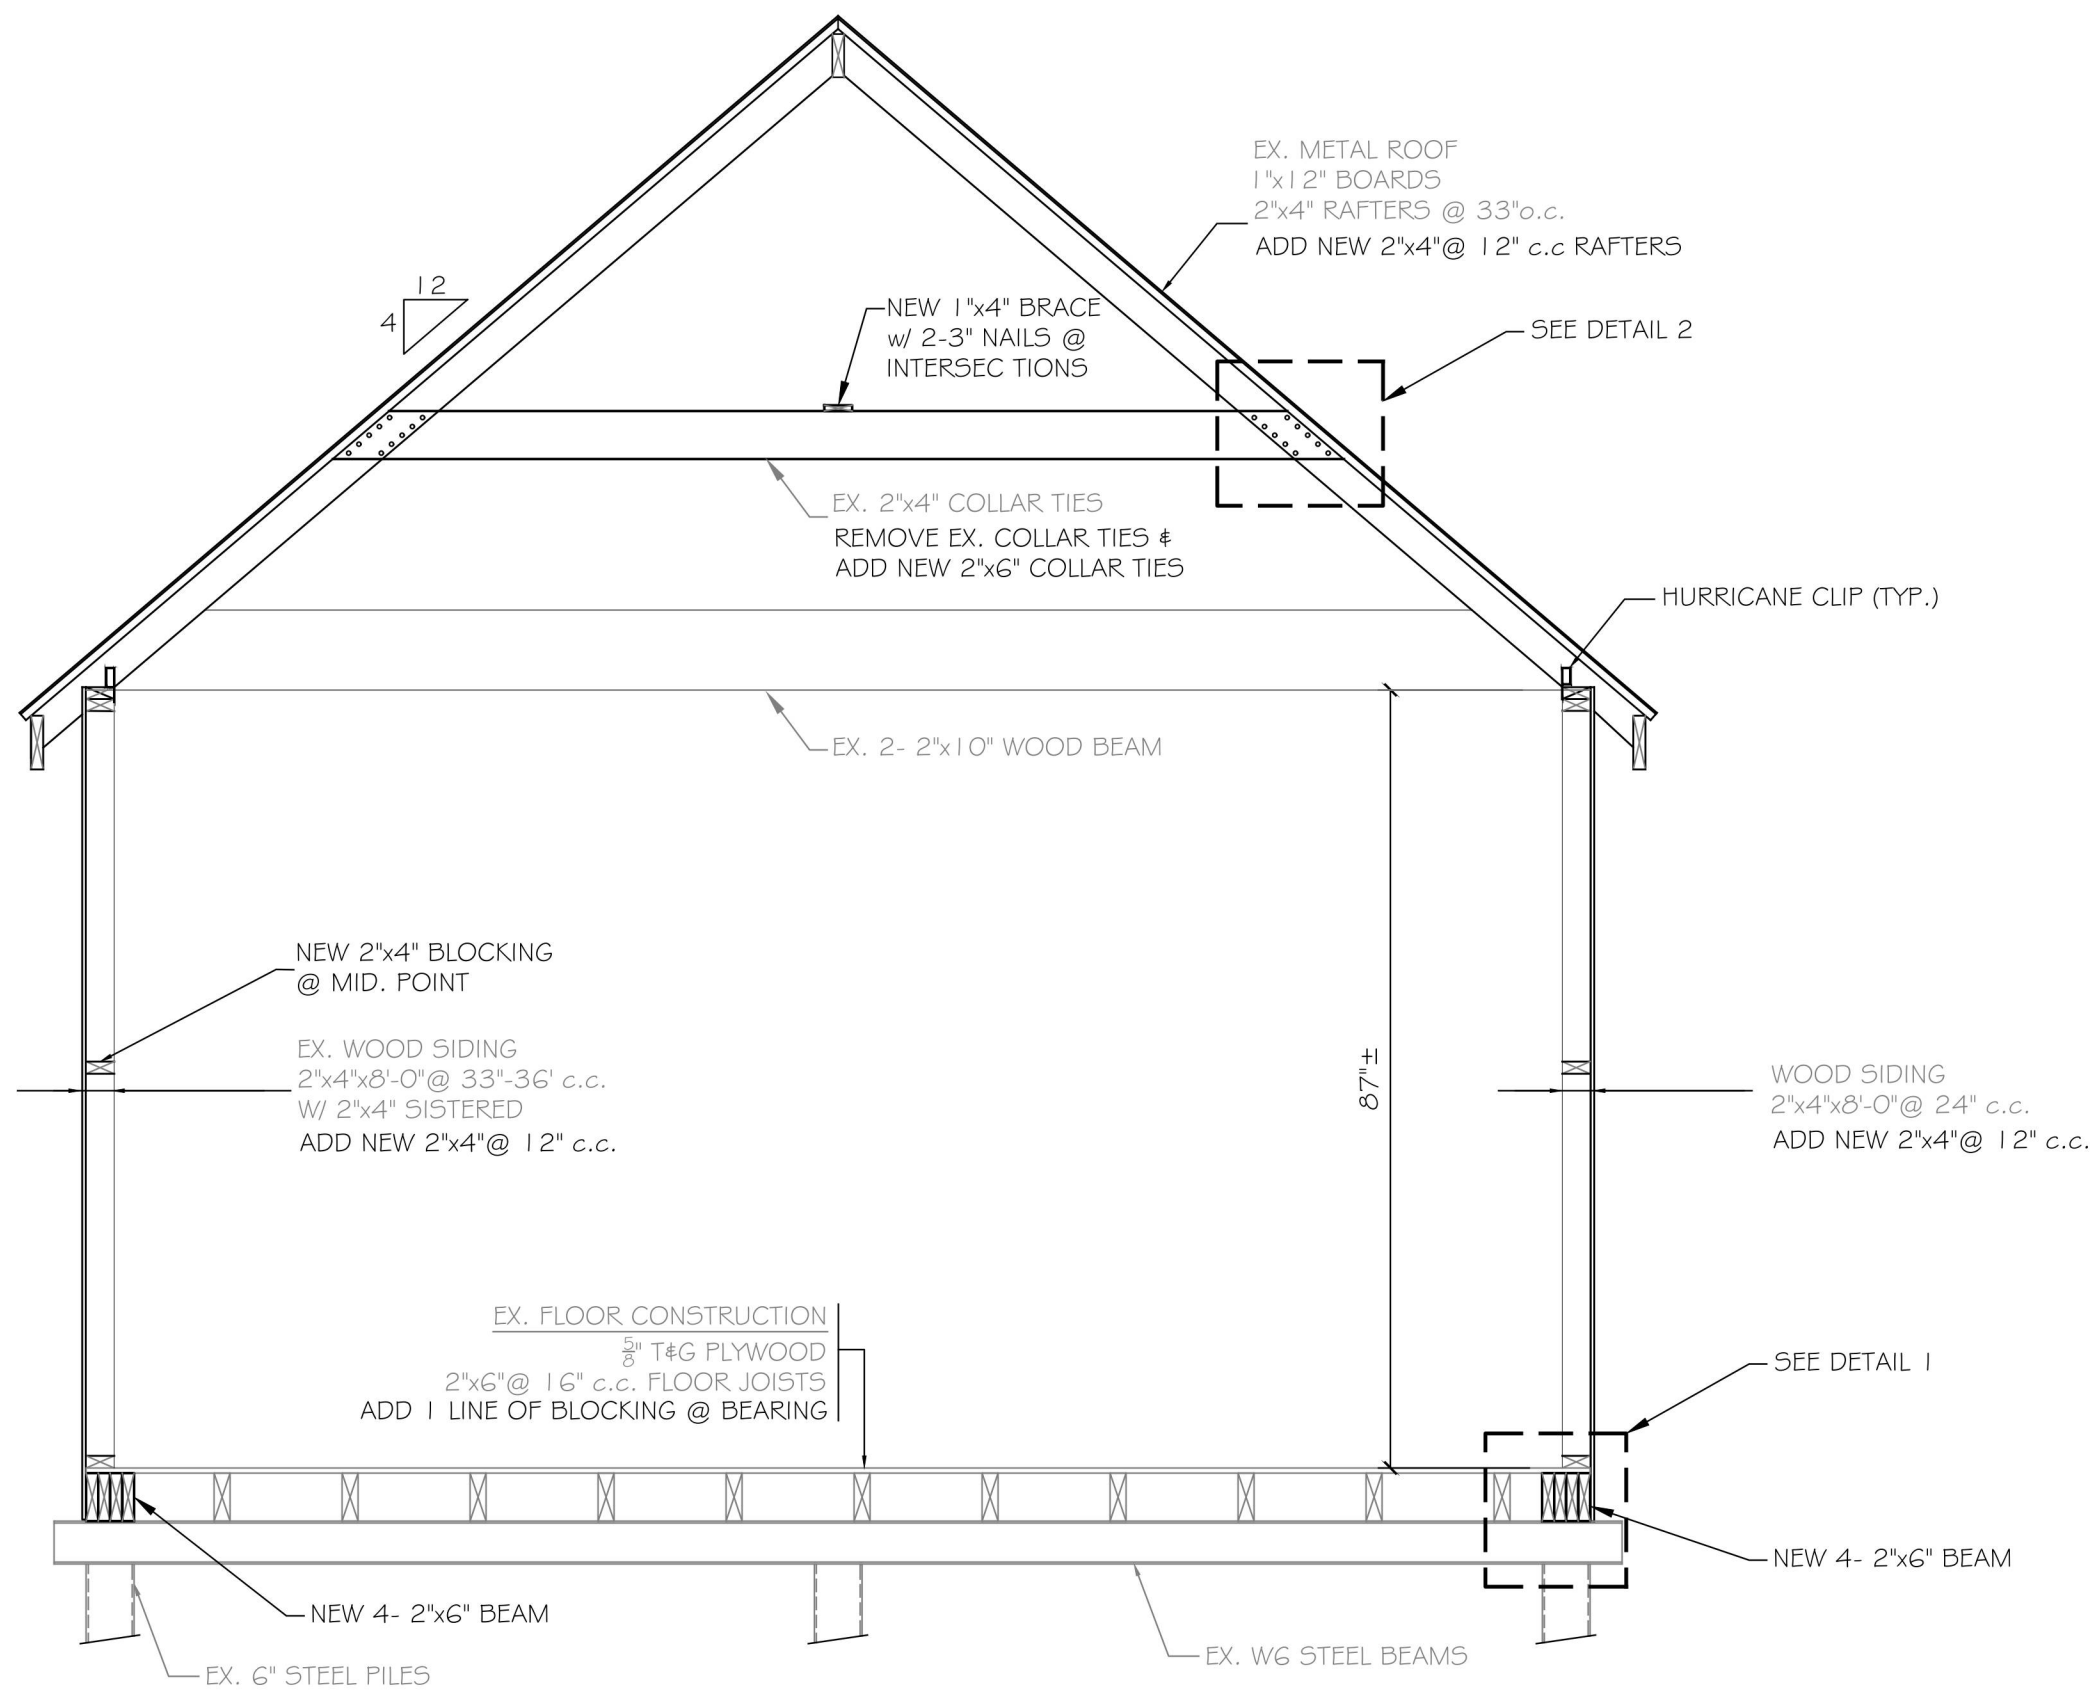 EX. METAL ROOF
1"x12" BOARDS
2"x4" RAFTERS @ 33"o.c.
ADD NEW 2"x4"@ 12" c.c RAFTERS
12
4
NEW 1"x4" BRACE
w/ 2-3" NAILS @
INTERSEC TIONS
SEE DETAIL 2
EX. 2"x4" COLLAR TIES
REMOVE EX. COLLAR TIES &
ADD NEW 2"x6" COLLAR TIES
HURRICANE CLIP (TYP.)
EX. 2- 2"x10" WOOD BEAM
NEW 2"x4" BLOCKING
@ MID. POINT
EX. WOOD SIDING
2"x4"x8'-0"@ 33"-36' c.c.
W/ 2"x4" SISTERED
ADD NEW 2"x4"@ 12" c.c.
87"±
WOOD SIDING
2"x4"x8'-0"@ 24" c.c.
ADD NEW 2"x4"@ 12" c.c.
EX. FLOOR CONSTRUCTION
5/8" T&G PLYWOOD
2"x6"@ 16" c.c. FLOOR JOISTS
ADD 1 LINE OF BLOCKING @ BEARING
SEE DETAIL 1
NEW 4- 2"x6" BEAM
NEW 4- 2"x6" BEAM
EX. 6" STEEL PILES
EX. W6 STEEL BEAMS